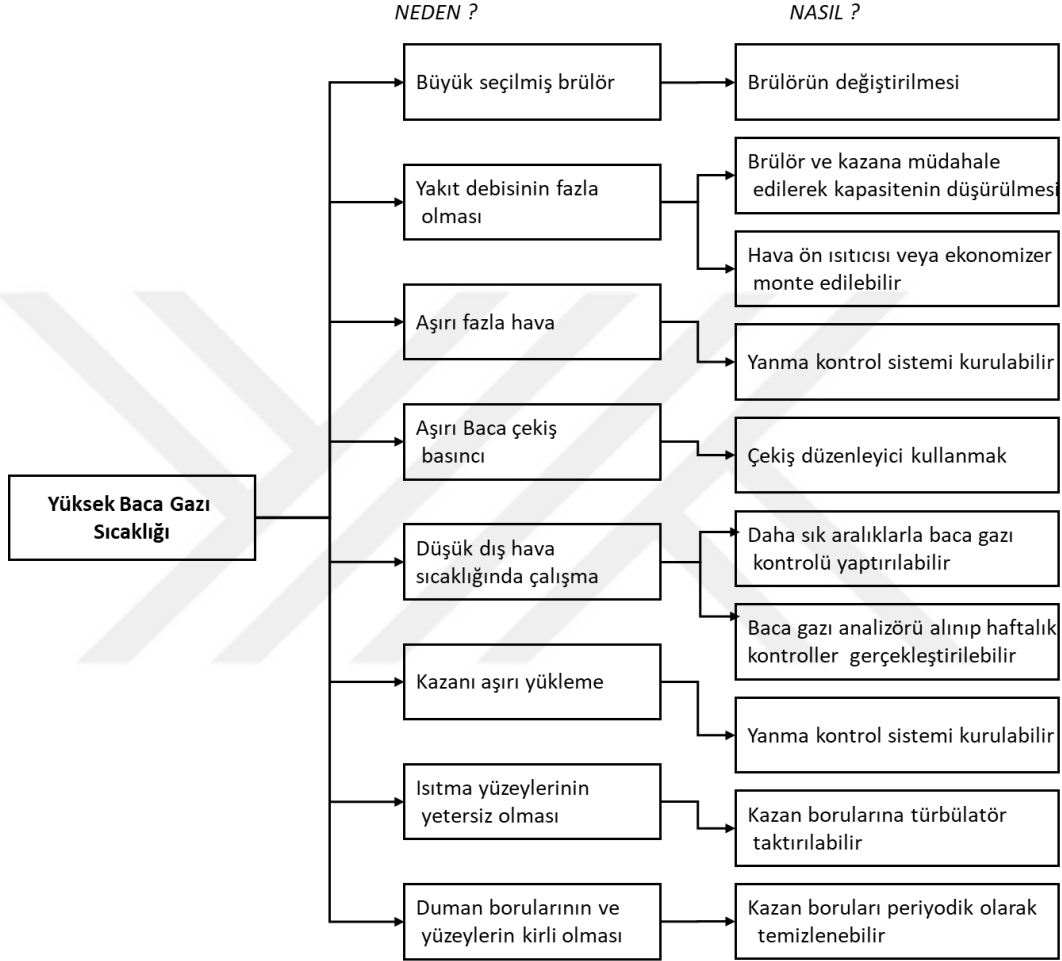 NEDEN ?
NASIL ?
Büyük seçilmiş brülör
Brülörün değiştirilmesi
Yakıt debisinin fazla
olması
Brülör ve kazana müdahale
edilerek kapasitenin düşürülmesi
Hava ön ısıtıcısı veya ekonomizer
monte edilebilir
Aşırı fazla hava
Yanma kontrol sistemi kurulabilir
Aşırı Baca çekiş
basıncı
Çekiş düzenleyici kullanmak
Yüksek Baca Gazı
Sıcaklığı
Düşük dış hava
sıcaklığında çalışma
Daha sık aralıklarla baca gazı
kontrolü yaptırılabilir
Baca gazı analizörü alınıp haftalık
kontroller gerçekleştirilebilir
Kazanı aşırı yükleme
Yanma kontrol sistemi kurulabilir
Isıtma yüzeylerinin
yetersiz olması
Kazan borularına türbülatör
taktırılabilir
Duman borularının ve
yüzeylerin kirli olması
Kazan boruları periyodik olarak
temizlenebilir